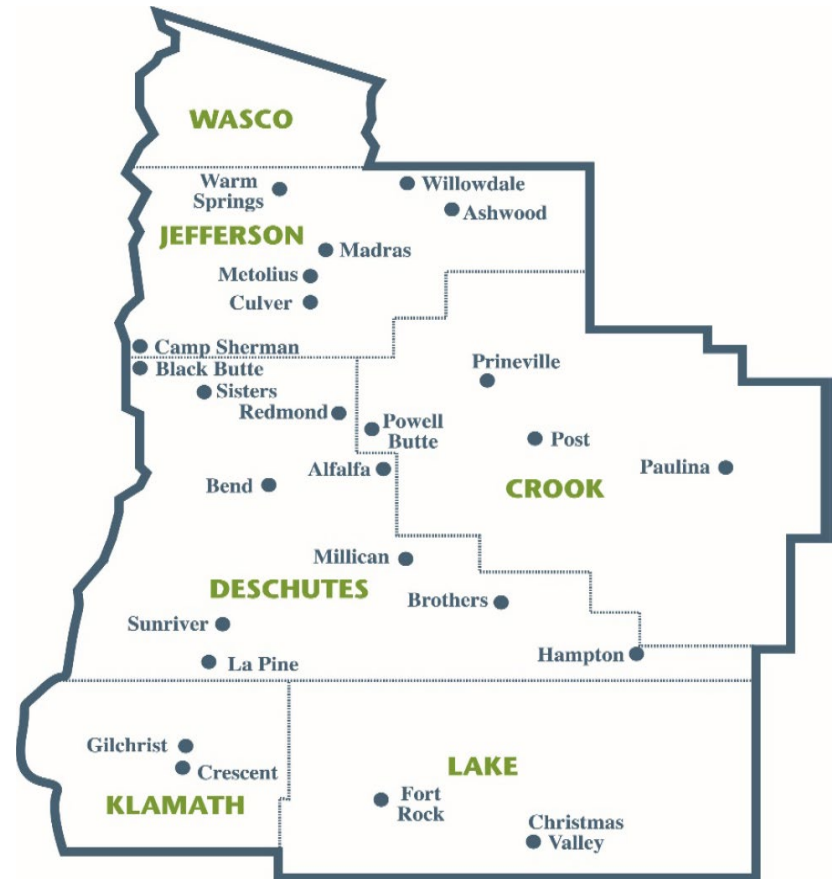 WASCO
Warm
Springs
Willowdale
Ashwood
JEFFERSON
Madras
Metolius
Culver
Camp Sherman
Black Butte
Sisters
Redmond
Prineville
Powell
Butte
Post
Alfalfa
Paulina
Bend
CROOK
Millican
DESCHUTES
Brothers
Sunriver
Hampton
La Pine
Gilchrist
Crescent
LAKE
KLAMATH
Fort
Rock
Christmas
Valley